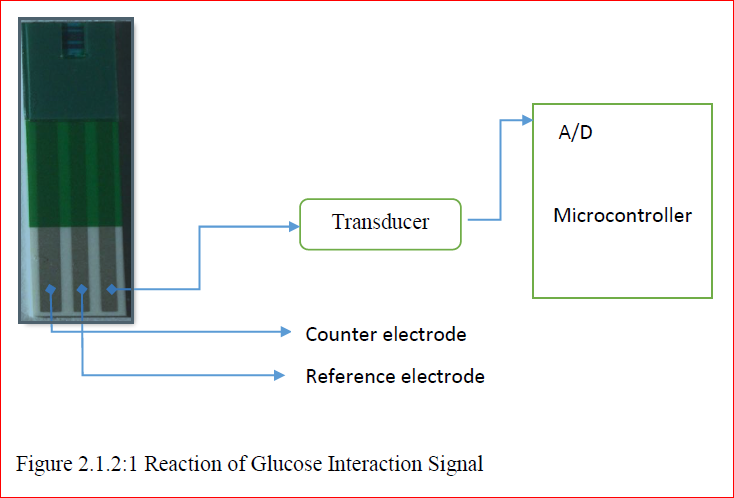 A/D
Transducer
Microcontroller
Counter electrode
Reference electrode
Figure 2.1.2:1 Reaction of Glucose Interaction Signal